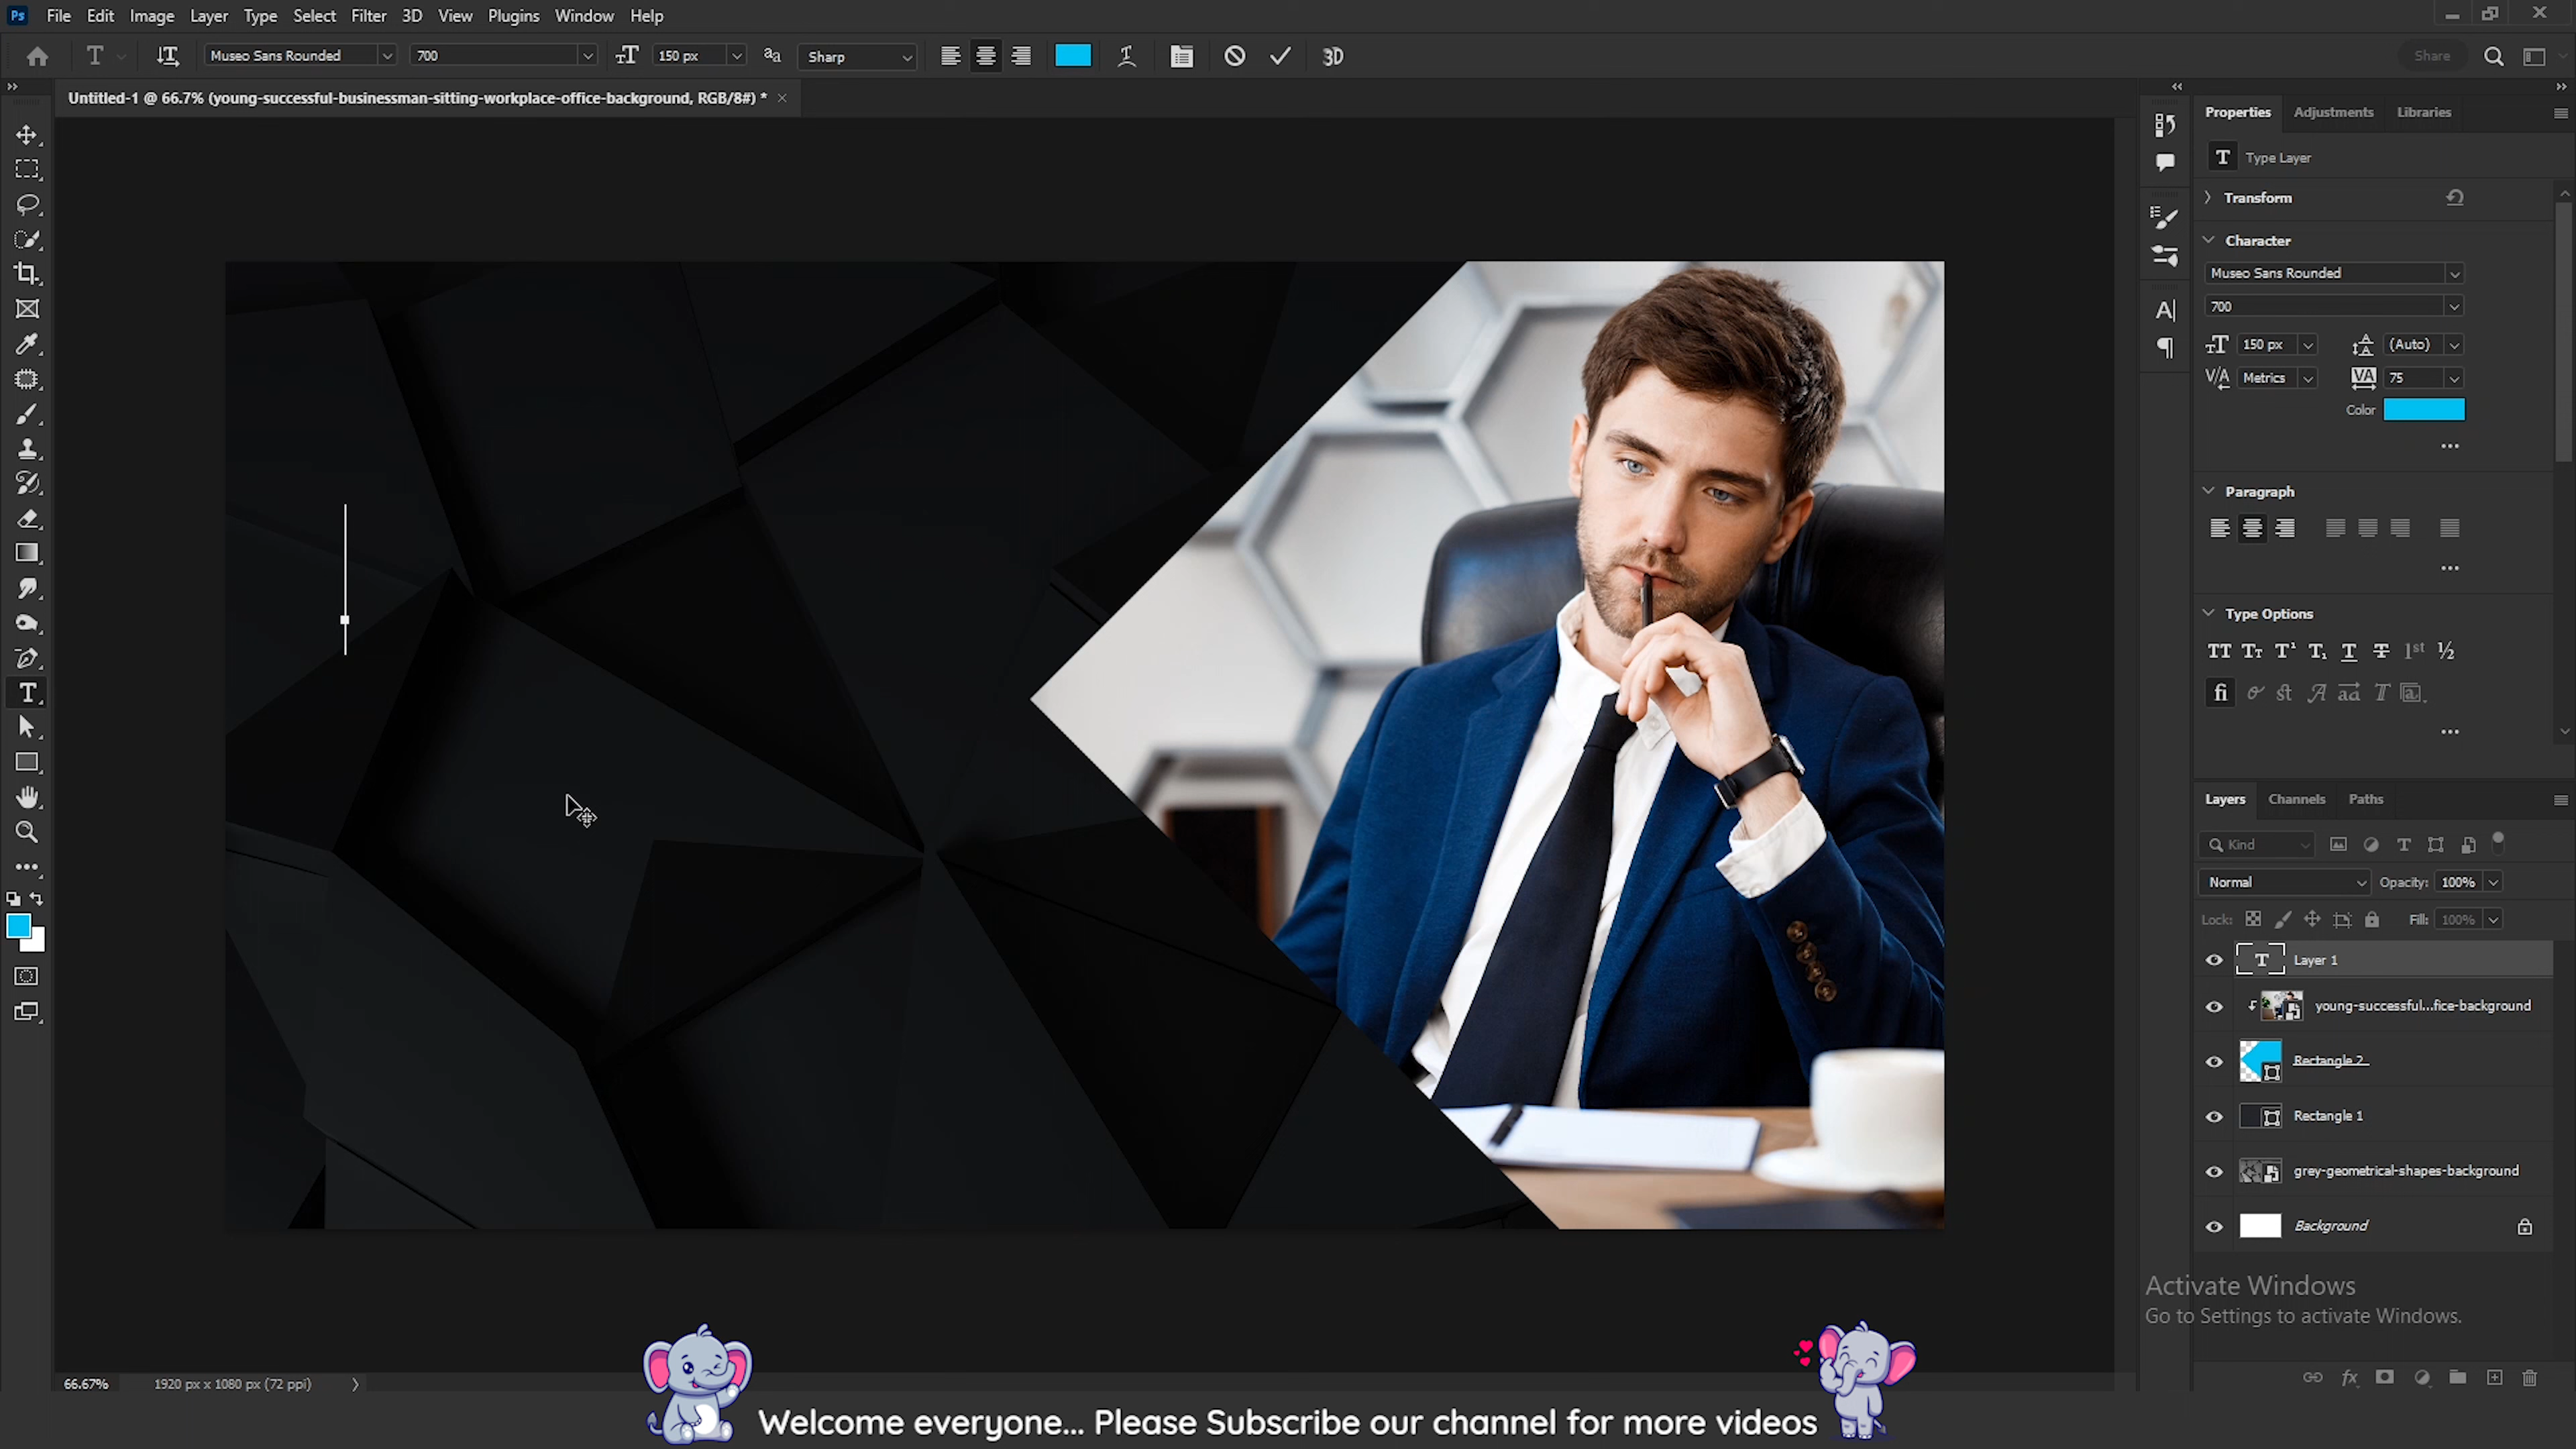 Ps File Edit Image Layer Type Select Filter 3D View Plugins Window Help
T Museo Sans Rounded 700 150 px aa Sharp 3D Share
Untitled-1 @ 66.7% (young-successful-businessman-sitting-workplace-office-background, RGB/8#) *
Properties Adjustments Libraries
T Type Layer
Transform
Character
Museo Sans Rounded
700
150 px (Auto)
Metrics 75
Color
Paragraph
Type Options
Layers Channels Paths
Kind
Normal Opacity: 100%
Lock: Fill: 100%
T Layer 1
young-successful...fice-background
Rectangle 2
Rectangle 1
grey-geometrical-shapes-background
Background
Activate Windows
Go to Settings to activate Windows.
66.67% 1920 px x 1080 px (72 ppi)
Welcome everyone... Please Subscribe our channel for more videos